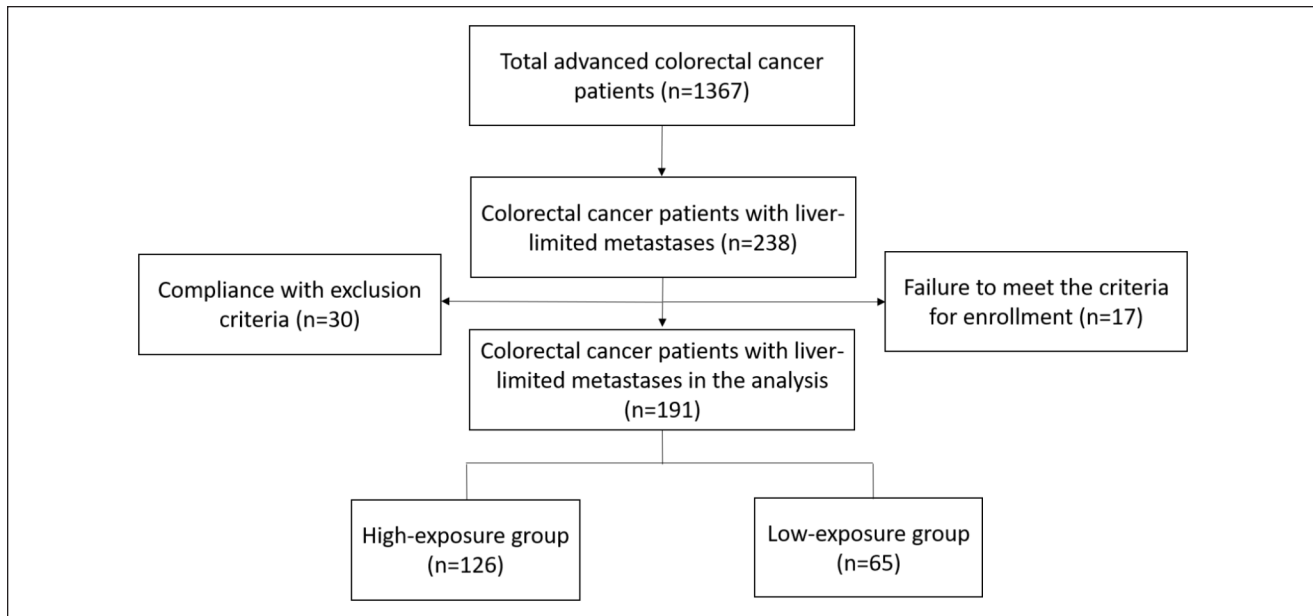 Total advanced colorectal cancer
patients (n=1367)
Colorectal cancer patients with liver-
limited metastases (n=238)
Compliance with exclusion
criteria (n=30)
Failure to meet the criteria
for enrollment (n=17)
Colorectal cancer patients with liver-
limited metastases in the analysis
(n=191)
High-exposure group
(n=126)
Low-exposure group
(n=65)